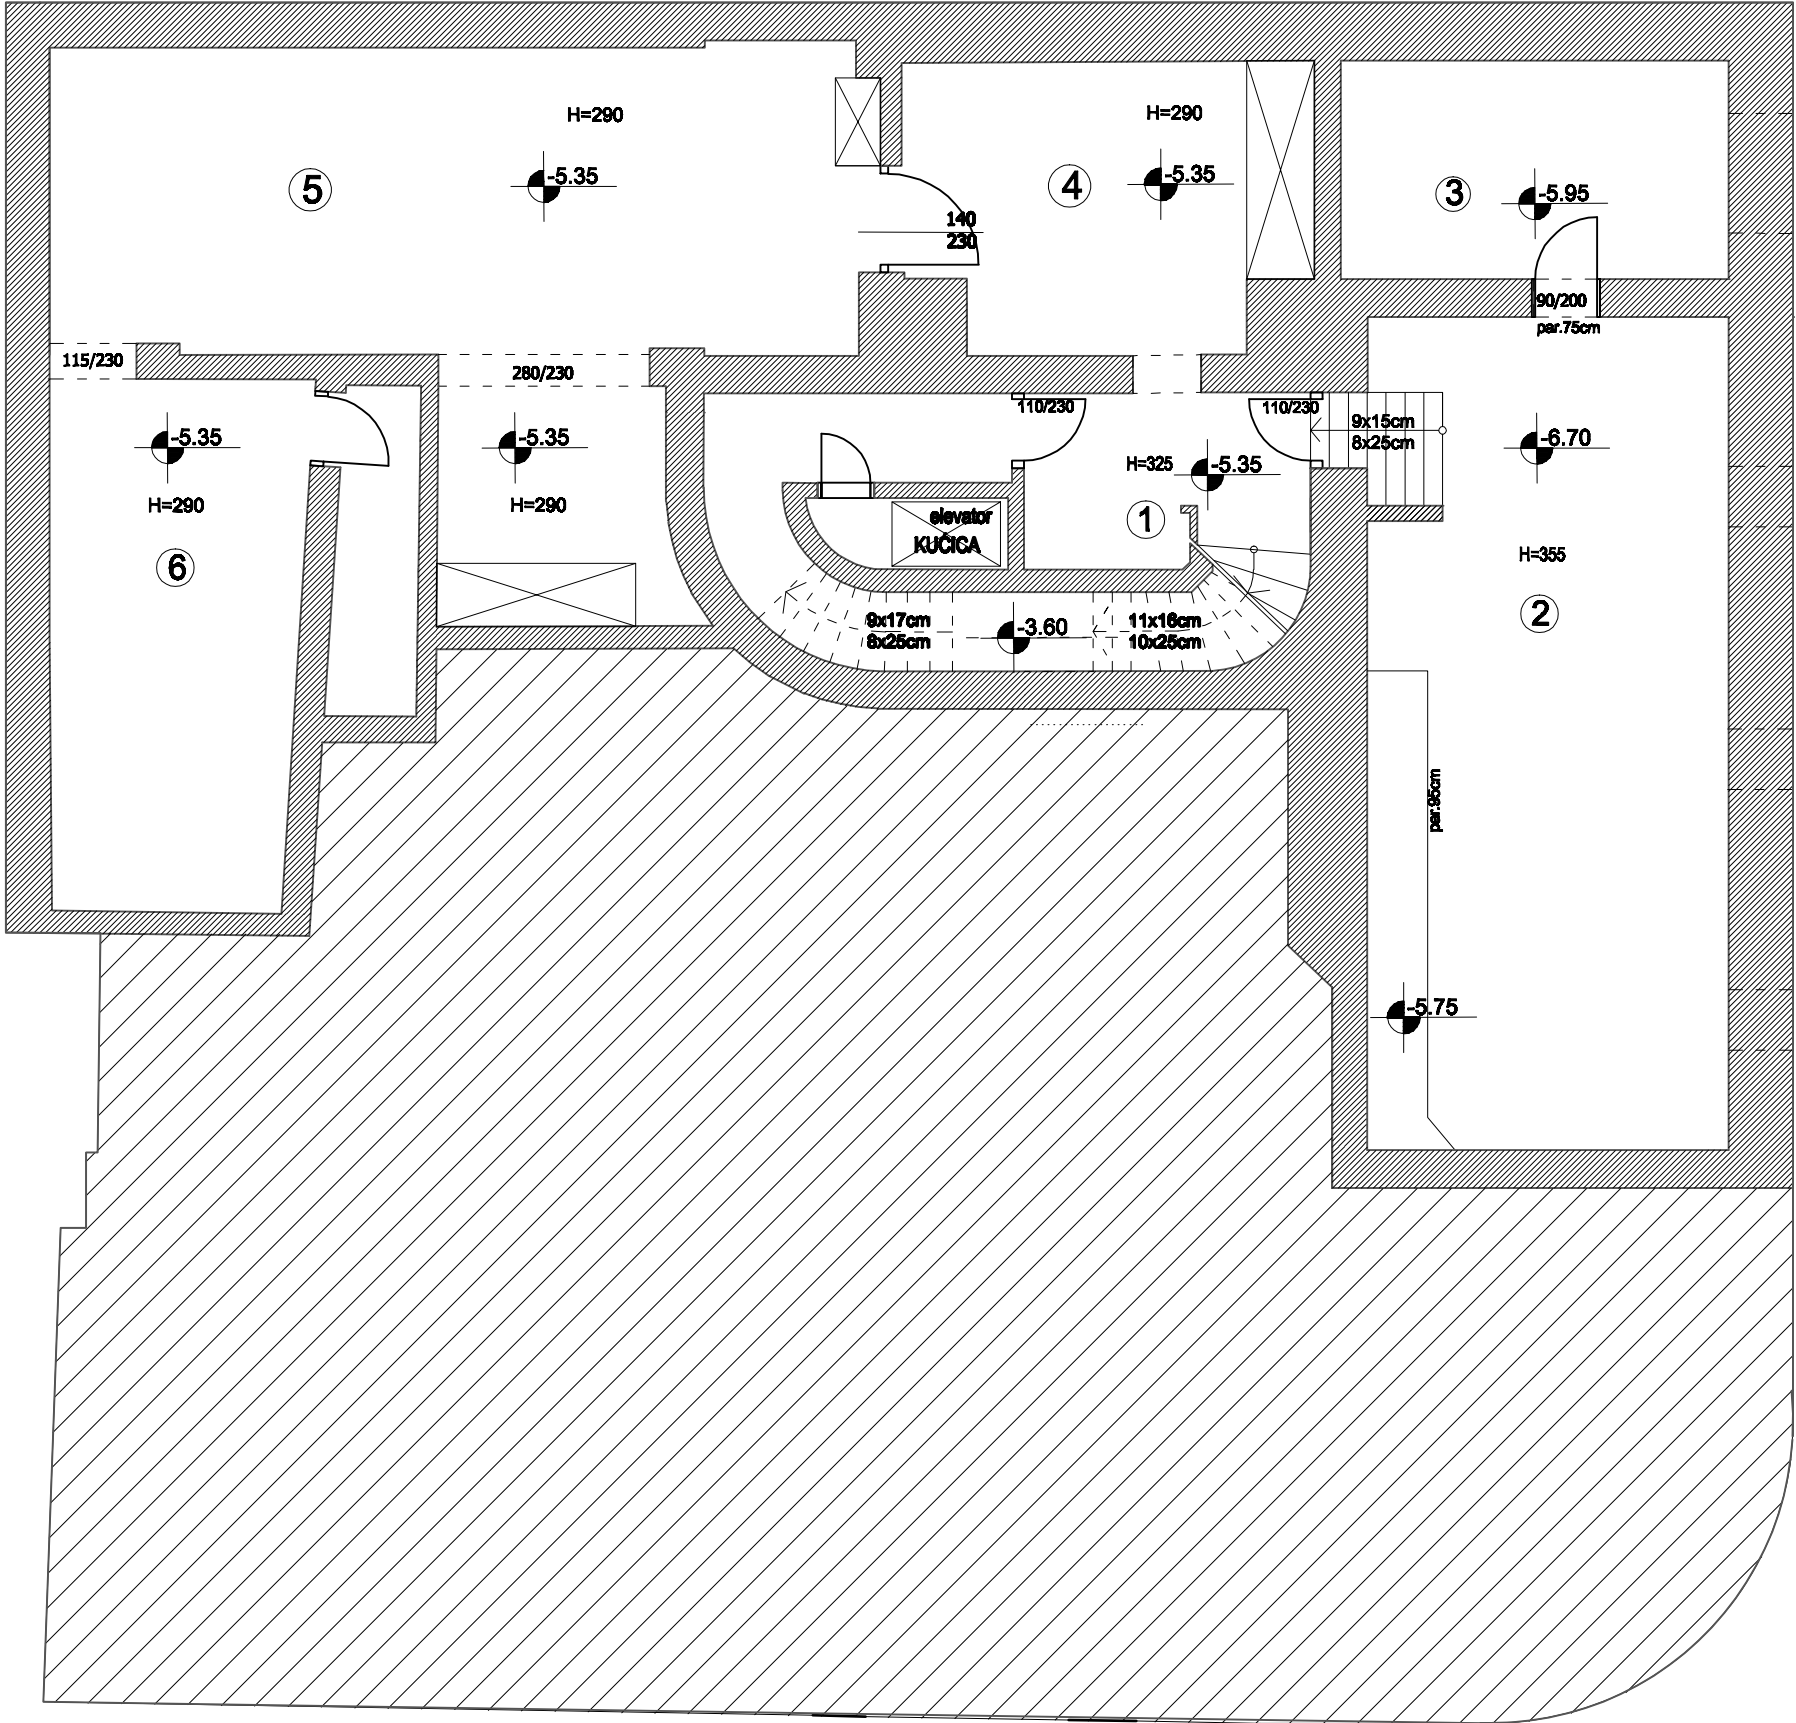 H=290
H=290
5
-5.35
4
-5.35
3
-5.95
140
230
90/200
par.75cm
115/230
280/230
110/230
110/230
9x15cm
8x25cm
-5.35
-5.35
H=325
-5.35
-6.70
H=290
H=290
elevator
KUĆICA
1
H=355
6
2
9x17cm
8x25cm
-3.60
11x16cm
10x25cm
par.95cm
-5.75